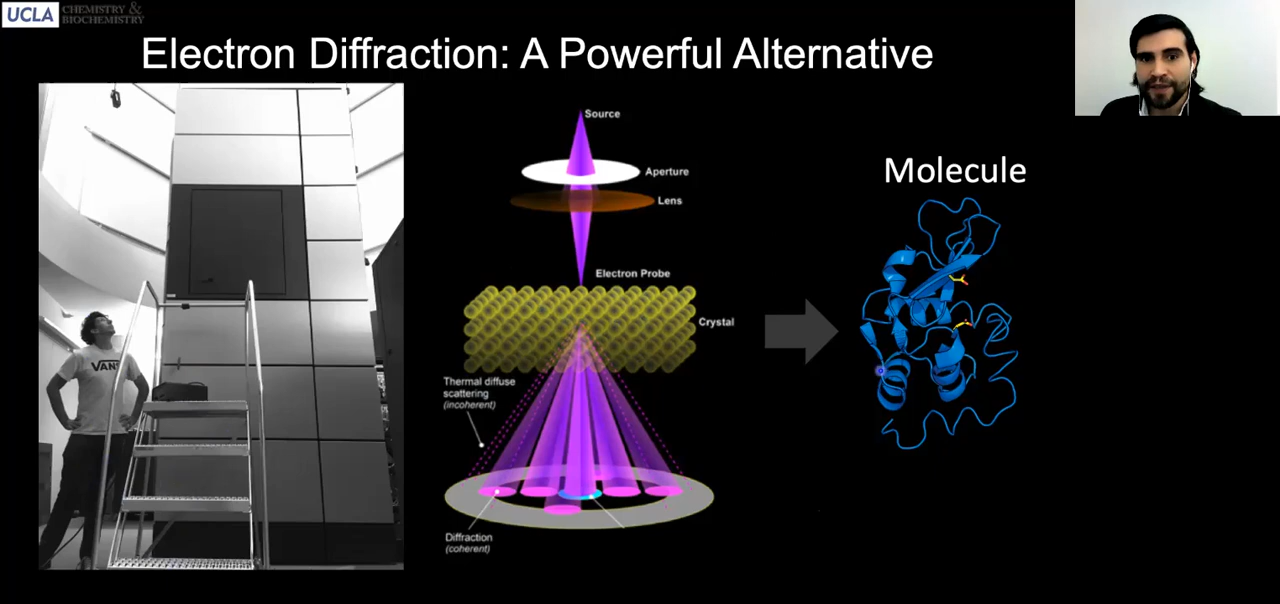 UCLA CHEMISTRY &
BIOCHEMISTRY
Electron Diffraction: A Powerful Alternative
Source
Aperture
Lens
Electron Probe
Crystal
Thermal diffuse
scattering
(incoherent)
Diffraction
(coherent)
Molecule
VANS